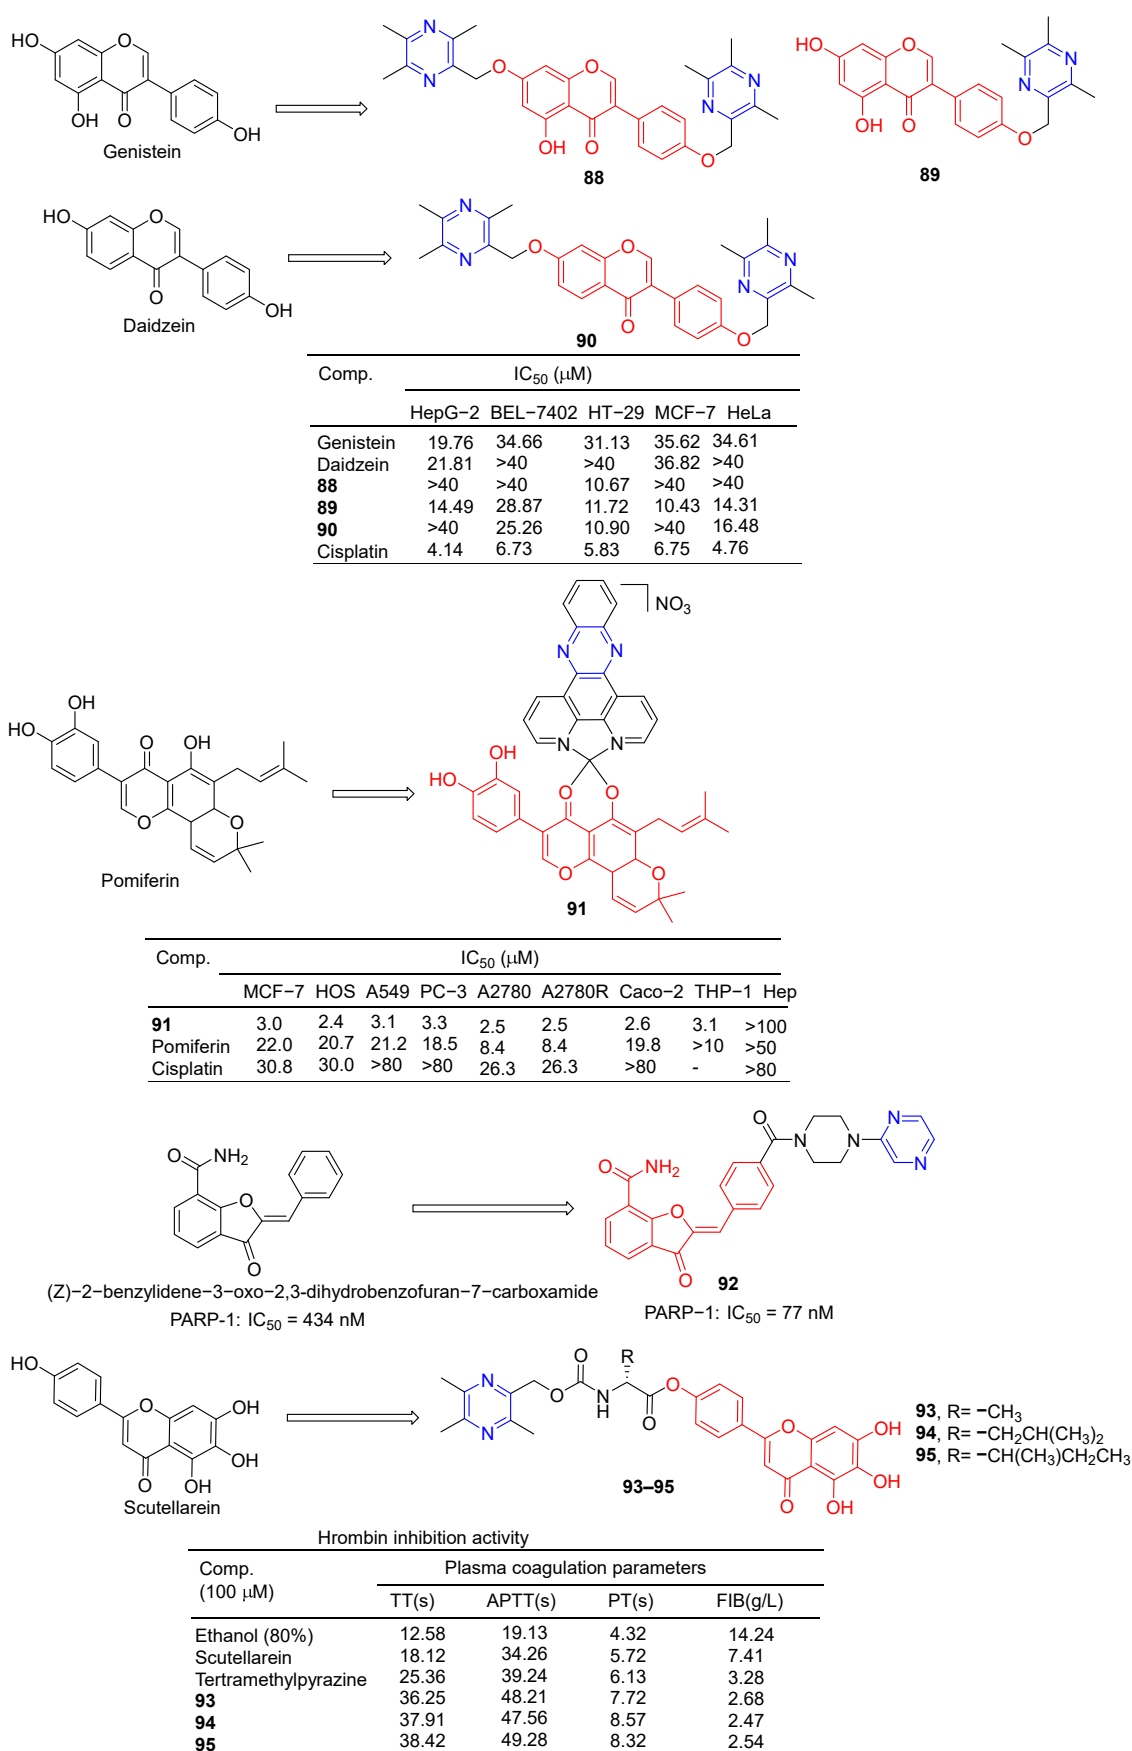 Genistein
88
89
Daidzein
90
Comp. IC50 (µM)
HepG−2 BEL−7402 HT−29 MCF−7 HeLa
Genistein 19.76 34.66 31.13 35.62 34.61
Daidzein 21.81 >40 >40 36.82 >40
88 >40 >40 10.67 >40 >40
89 14.49 28.87 11.72 10.43 14.31
90 >40 25.26 10.90 >40 16.48
Cisplatin 4.14 6.73 5.83 6.75 4.76
NO3
Pomiferin
91
Comp. IC50 (µM)
MCF−7 HOS A549 PC−3 A2780 A2780R Caco−2 THP−1 Hep
91 3.0 2.4 3.1 3.3 2.5 2.5 2.6 3.1 >100
Pomiferin 22.0 20.7 21.2 18.5 8.4 8.4 19.8 >10 >50
Cisplatin 30.8 30.0 >80 >80 26.3 26.3 >80 - >80
(Z)−2−benzylidene−3−oxo−2,3-dihydrobenzofuran−7−carboxamide
PARP-1: IC50 = 434 nM
92
PARP−1: IC50 = 77 nM
Scutellarein
93–95
93, R= −CH3
94, R= −CH2CH(CH3)2
95, R= −CH(CH3)CH2CH3
Hrombin inhibition activity
Comp.
(100 µM)
Plasma coagulation parameters
TT(s) APTT(s) PT(s) FIB(g/L)
Ethanol (80%) 12.58 19.13 4.32 14.24
Scutellarein 18.12 34.26 5.72 7.41
Tertramethylpyrazine 25.36 39.24 6.13 3.28
93 36.25 48.21 7.72 2.68
94 37.91 47.56 8.57 2.47
95 38.42 49.28 8.32 2.54